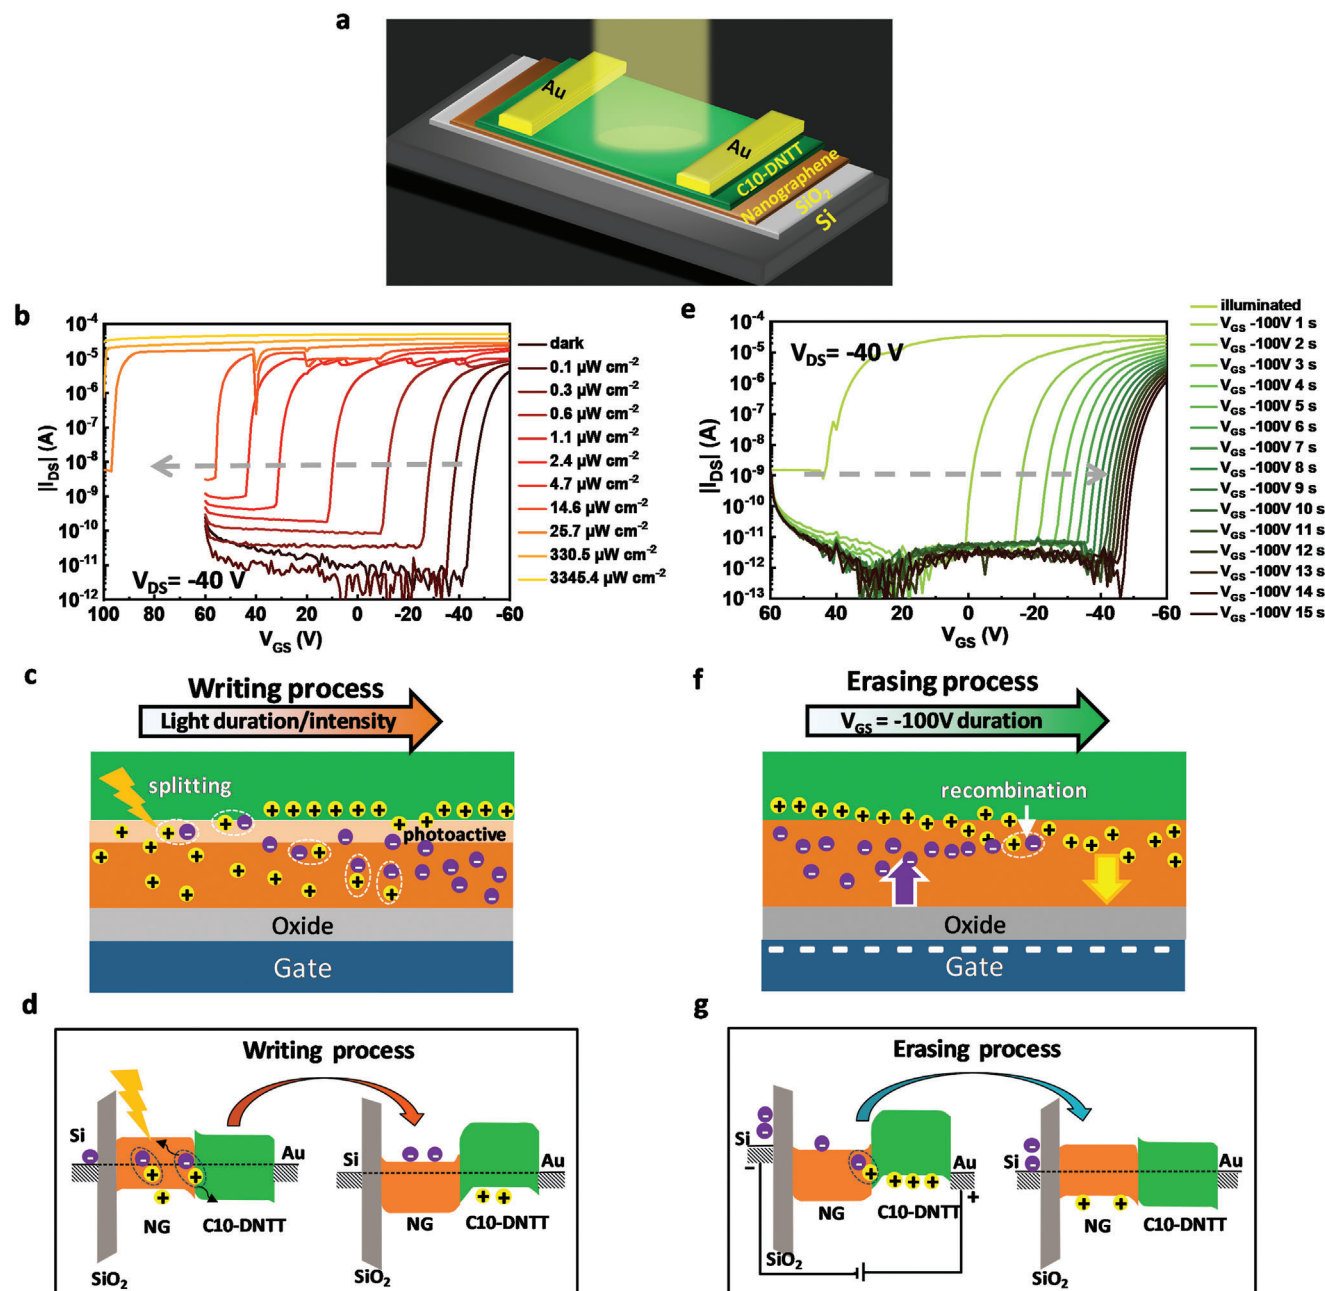 a
Au
Au
C10-DNTT
Nanographene
SiO2
Si
b
10-4
10-5
10-6
10-7
10-8
10-9
10-10
10-11
10-12
|IDS| (A)
VDS= -40 V
100 80 60 40 20 0 -20 -40 -60
VGS (V)
dark
0.1 µW cm-2
0.3 µW cm-2
0.6 µW cm-2
1.1 µW cm-2
2.4 µW cm-2
4.7 µW cm-2
14.6 µW cm-2
25.7 µW cm-2
330.5 µW cm-2
3345.4 µW cm-2
e
10-4
10-5
10-6
10-7
10-8
10-9
10-10
10-11
10-12
10-13
|IDS| (A)
VDS= -40 V
60 40 20 0 -20 -40 -60
VGS (V)
illuminated
VGS -100V 1 s
VGS -100V 2 s
VGS -100V 3 s
VGS -100V 4 s
VGS -100V 5 s
VGS -100V 6 s
VGS -100V 7 s
VGS -100V 8 s
VGS -100V 9 s
VGS -100V 10 s
VGS -100V 11 s
VGS -100V 12 s
VGS -100V 13 s
VGS -100V 14 s
VGS -100V 15 s
c
Writing process
Light duration/intensity
splitting
photoactive
Oxide
Gate
f
Erasing process
VGS = -100V duration
recombination
Oxide
Gate
d
Writing process
Si
Au
NG
C10-DNTT
SiO2
Si
Au
NG
C10-DNTT
SiO2
g
Erasing process
Si
Au
NG
C10-DNTT
SiO2
Si
Au
NG
C10-DNTT
SiO2